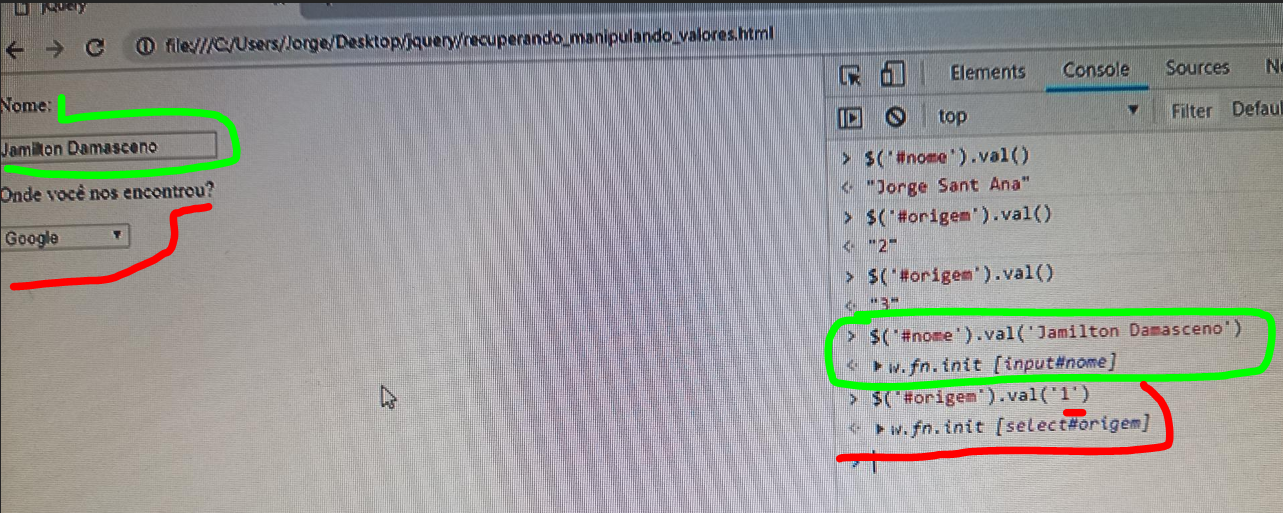 jQuery
file:///C:/Users/Jorge/Desktop/jquery/recuperando_manipulando_valores.html
Nome:
Jamilton Damasceno
Onde você nos encontrou?
Google
Elements Console Sources
top Filter
> $('#nome').val()
"Jorge Sant Ana"
> $('#origem').val()
"2"
> $('#origem').val()
"3"
> $('#nome').val('Jamilton Damasceno')
w.fn.init [input#nome]
> $('#origem').val('1')
w.fn.init [select#origem]
>